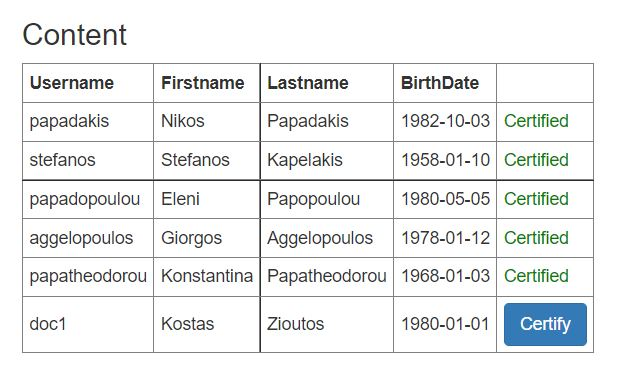 Content
Username Firstname Lastname BirthDate
papadakis Nikos Papadakis 1982-10-03 Certified
stefanos Stefanos Kapelakis 1958-01-10 Certified
papadopoulou Eleni Papopoulou 1980-05-05 Certified
aggelopoulos Giorgos Aggelopoulos 1978-01-12 Certified
papatheodorou Konstantina Papatheodorou 1968-01-03 Certified
doc1 Kostas Zioutos 1980-01-01 Certify